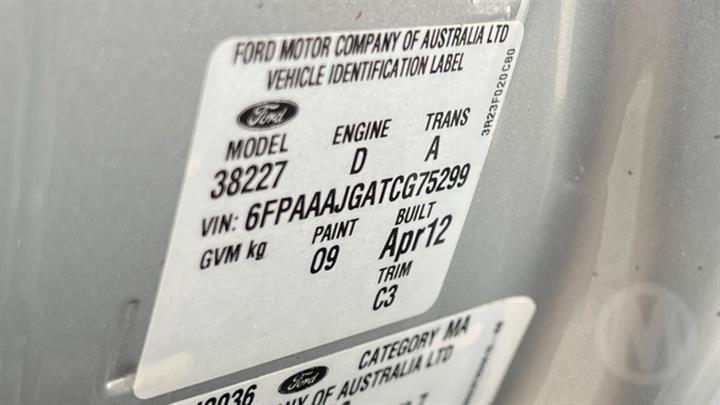 FORD MOTOR COMPANY OF AUSTRALIA LTD
VEHICLE IDENTIFICATION LABEL
Ford
MODEL ENGINE TRANS
38227 D A
VIN: 6FPAAAJGATCG75299
GVM kg PAINT BUILT
09 Apr12
TRIM
C3
3R23F020C80
Ford CATEGORY MA
OF AUSTRALIA LTD
M